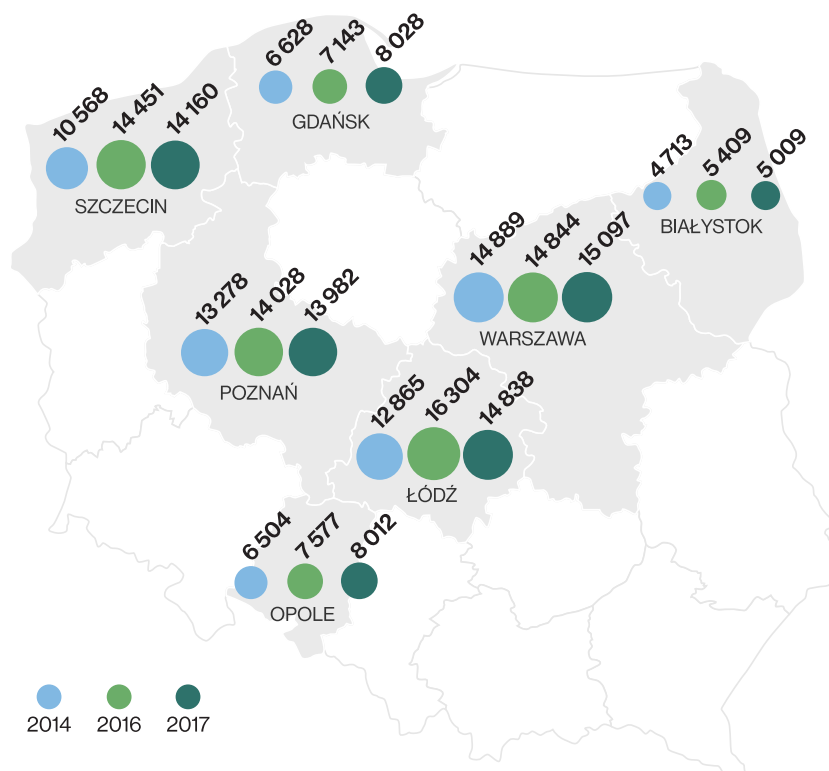 6 628 7 143 8 028
GDAŃSK
10 568 14 451 14 160
SZCZECIN
4 713 5 409 5 009
BIAŁYSTOK
14 889 14 844 15 097
WARSZAWA
13 278 14 028 13 982
POZNAŃ
12 865 16 304 14 838
ŁÓDŹ
6 504 7 577 8 012
OPOLE
2014 2016 2017